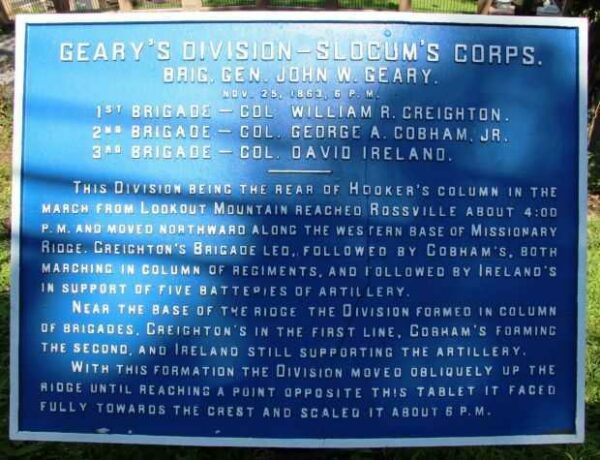 GEARY'S DIVISION—SLOCUM'S CORPS.
BRIG. GEN. JOHN W. GEARY.
NOV. 25, 1863, 6 P.M.
1ST BRIGADE — COL. WILLIAM R. CREIGHTON.
2ND BRIGADE — COL. GEORGE A. COBHAM, JR.
3RD BRIGADE — COL. DAVID IRELAND.
THIS DIVISION BEING THE REAR OF HOOKER'S COLUMN IN THE
MARCH FROM LOOKOUT MOUNTAIN REACHED ROSSVILLE ABOUT 4:00
P.M. AND MOVED NORTHWARD ALONG THE WESTERN BASE OF MISSIONARY
RIDGE. CREIGHTON'S BRIGADE LED, FOLLOWED BY COBHAM'S, BOTH
MARCHING IN COLUMN OF REGIMENTS, AND FOLLOWED BY IRELAND'S
IN SUPPORT OF FIVE BATTERIES OF ARTILLERY.
NEAR THE BASE OF THE RIDGE THE DIVISION FORMED IN COLUMN
OF BRIGADES, CREIGHTON'S IN THE FIRST LINE, COBHAM'S FORMING
THE SECOND, AND IRELAND STILL SUPPORTING THE ARTILLERY.
WITH THIS FORMATION THE DIVISION MOVED OBLIQUELY UP THE
RIDGE UNTIL REACHING A POINT OPPOSITE THIS TABLET IT FACED
FULLY TOWARDS THE CREST AND SCALED IT ABOUT 6 P.M.